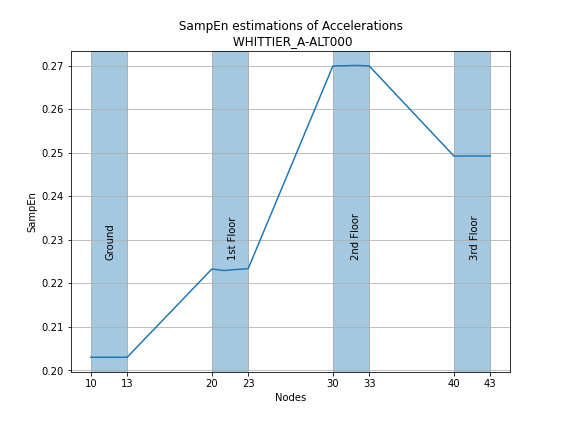 SampEn estimations of Accelerations
WHITTIER_A-ALT000
0.27
0.26
0.25
0.24
0.23
0.22
0.21
0.20
SampEn
Ground
1st Floor
2nd Floor
3rd Floor
10 13 20 23 30 33 40 43
Nodes